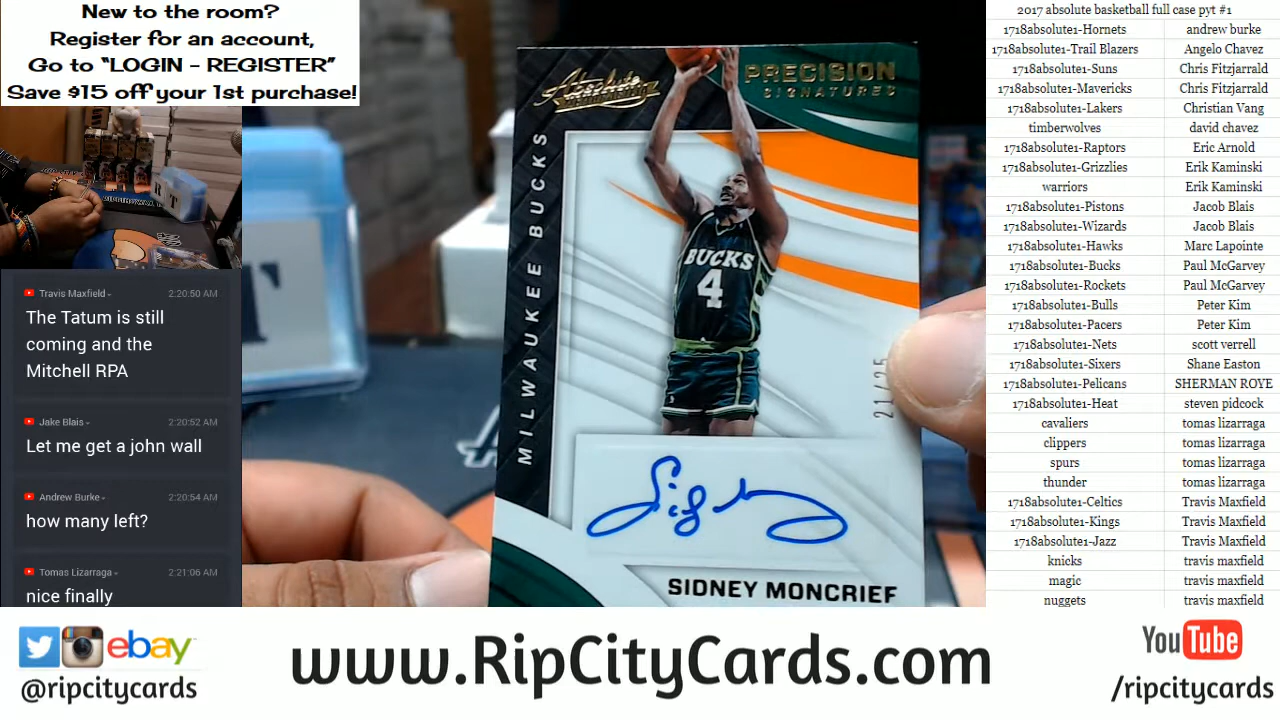 New to the room?
Register for an account,
Go to “LOGIN - REGISTER”
Save $15 off your 1st purchase!
Travis Maxfield
2:20:50 AM
The Tatum is still
coming and the
Mitchell RPA
Jake Blais
2:20:52 AM
Let me get a john wall
Andrew Burke
2:20:54 AM
how many left?
Tomas Lizarraga
2:21:06 AM
nice finally
Absolute
PRECISION
SIGNATURES
MILWAUKEE BUCKS
BUCKS
4
21/25
SIDNEY MONCRIEF
2017 absolute basketball full case pyt #1
1718absolute1-Hornets andrew burke
1718absolute1-Trail Blazers Angelo Chavez
1718absolute1-Suns Chris Fitzjarrald
1718absolute1-Mavericks Chris Fitzjarrald
1718absolute1-Lakers Christian Vang
timberwolves david chavez
1718absolute1-Raptors Eric Arnold
1718absolute1-Grizzlies Erik Kaminski
warriors Erik Kaminski
1718absolute1-Pistons Jacob Blais
1718absolute1-Wizards Jacob Blais
1718absolute1-Hawks Marc Lapointe
1718absolute1-Bucks Paul McGarvey
1718absolute1-Rockets Paul McGarvey
1718absolute1-Bulls Peter Kim
1718absolute1-Pacers Peter Kim
1718absolute1-Nets scott verrell
1718absolute1-Sixers Shane Easton
1718absolute1-Pelicans SHERMAN ROYE
1718absolute1-Heat steven pidcock
cavaliers tomas lizarraga
clippers tomas lizarraga
spurs tomas lizarraga
thunder tomas lizarraga
1718absolute1-Celtics Travis Maxfield
1718absolute1-Kings Travis Maxfield
1718absolute1-Jazz Travis Maxfield
knicks travis maxfield
magic travis maxfield
nuggets travis maxfield
ebay
@ripcitycards
www.RipCityCards.com
YouTube
/ripcitycards